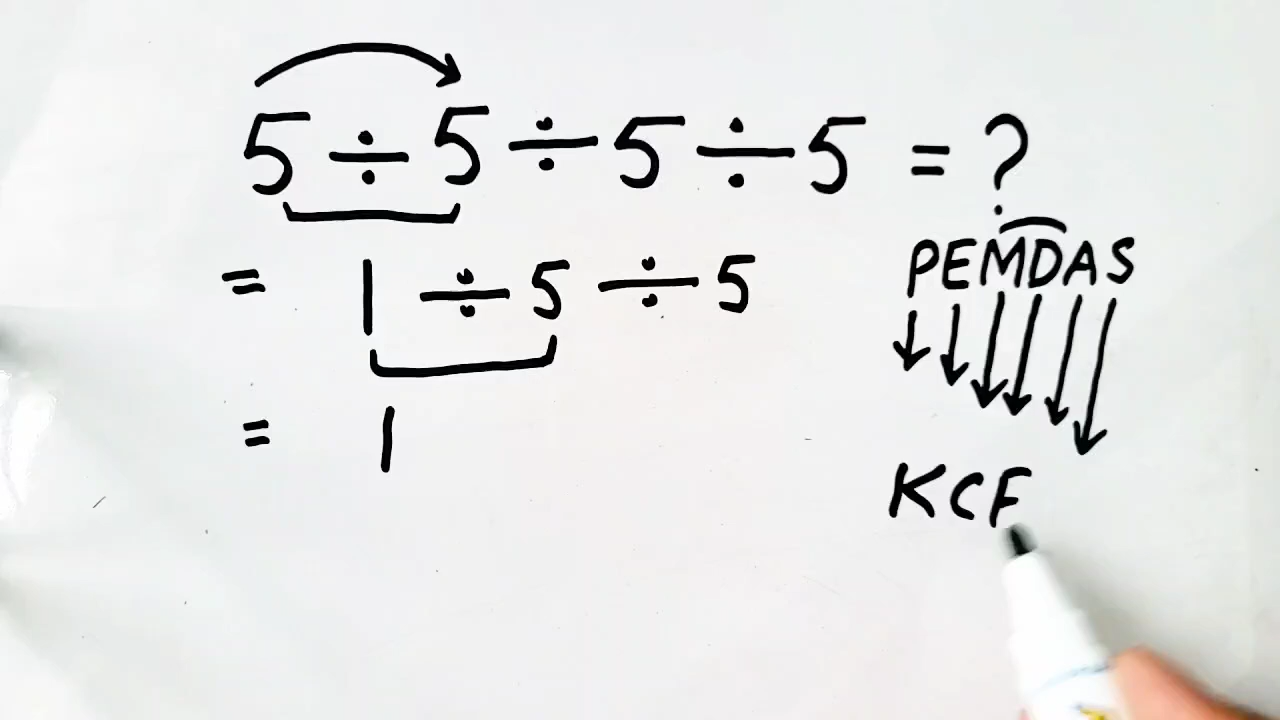 5 ÷ 5 ÷ 5 ÷ 5 = ?
PEMDAS
= 1 ÷ 5 ÷ 5
= 1
KCF